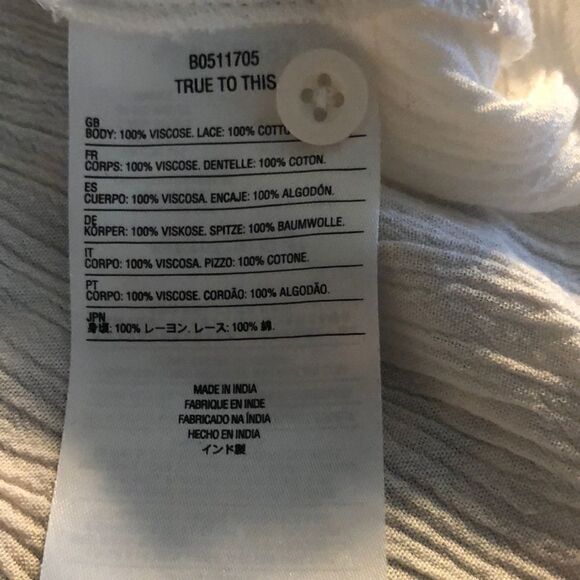 B0511705
TRUE TO THIS
GB
BODY: 100% VISCOSE. LACE: 100%
FR
CORPS: 100% VISCOSE. DENTELLE: 100% COTON.
ES
CUERPO: 100% VISCOSA. ENCAJE: 100% ALGODÓN.
DE
KÖRPER: 100% VISKOSE. SPITZE: 100% BAUMWOLLE.
IT
CORPO: 100% VISCOSA. PIZZO: 100% COTONE.
PT
CORPO: 100% VISCOSE. CORDÃO: 100% ALGODÃO.
JPN
身頃: 100% レーヨン. レース: 100% 綿.
MADE IN INDIA
FABRIQUE EN INDE
FABRICADO NA ÍNDIA
HECHO EN INDIA
インド製